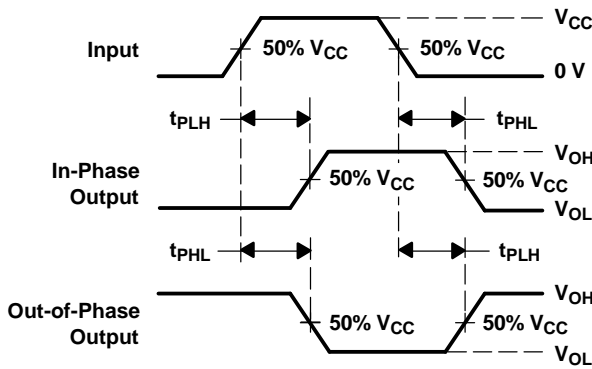 V_CC
Input
50% V_CC
50% V_CC
0 V
t_PLH
t_PHL
V_OH
In-Phase
Output
50% V_CC
50% V_CC
V_OL
t_PHL
t_PLH
V_OH
Out-of-Phase
Output
50% V_CC
50% V_CC
V_OL